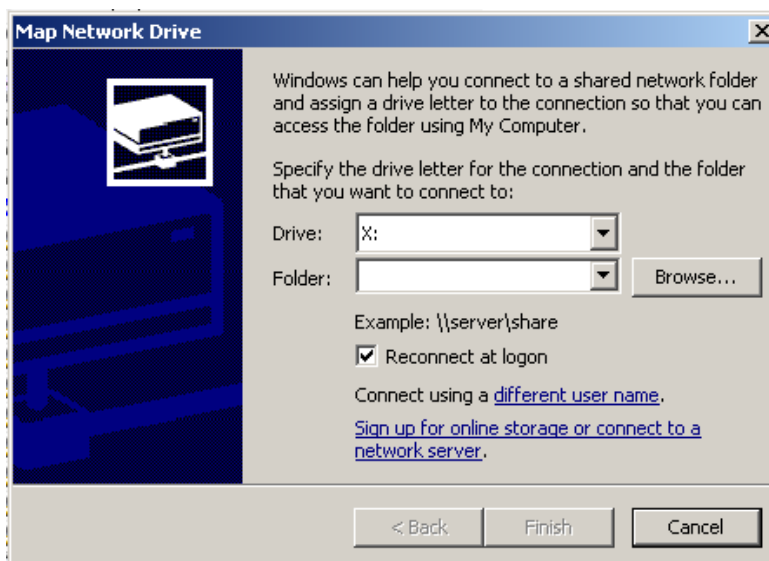 Map Network Drive
Windows can help you connect to a shared network folder
and assign a drive letter to the connection so that you can
access the folder using My Computer.
Specify the drive letter for the connection and the folder
that you want to connect to:
Drive: X:
Folder: Browse...
Example: \\server\share
Reconnect at logon
Connect using a different user name.
Sign up for online storage or connect to a
network server.
< Back Finish Cancel